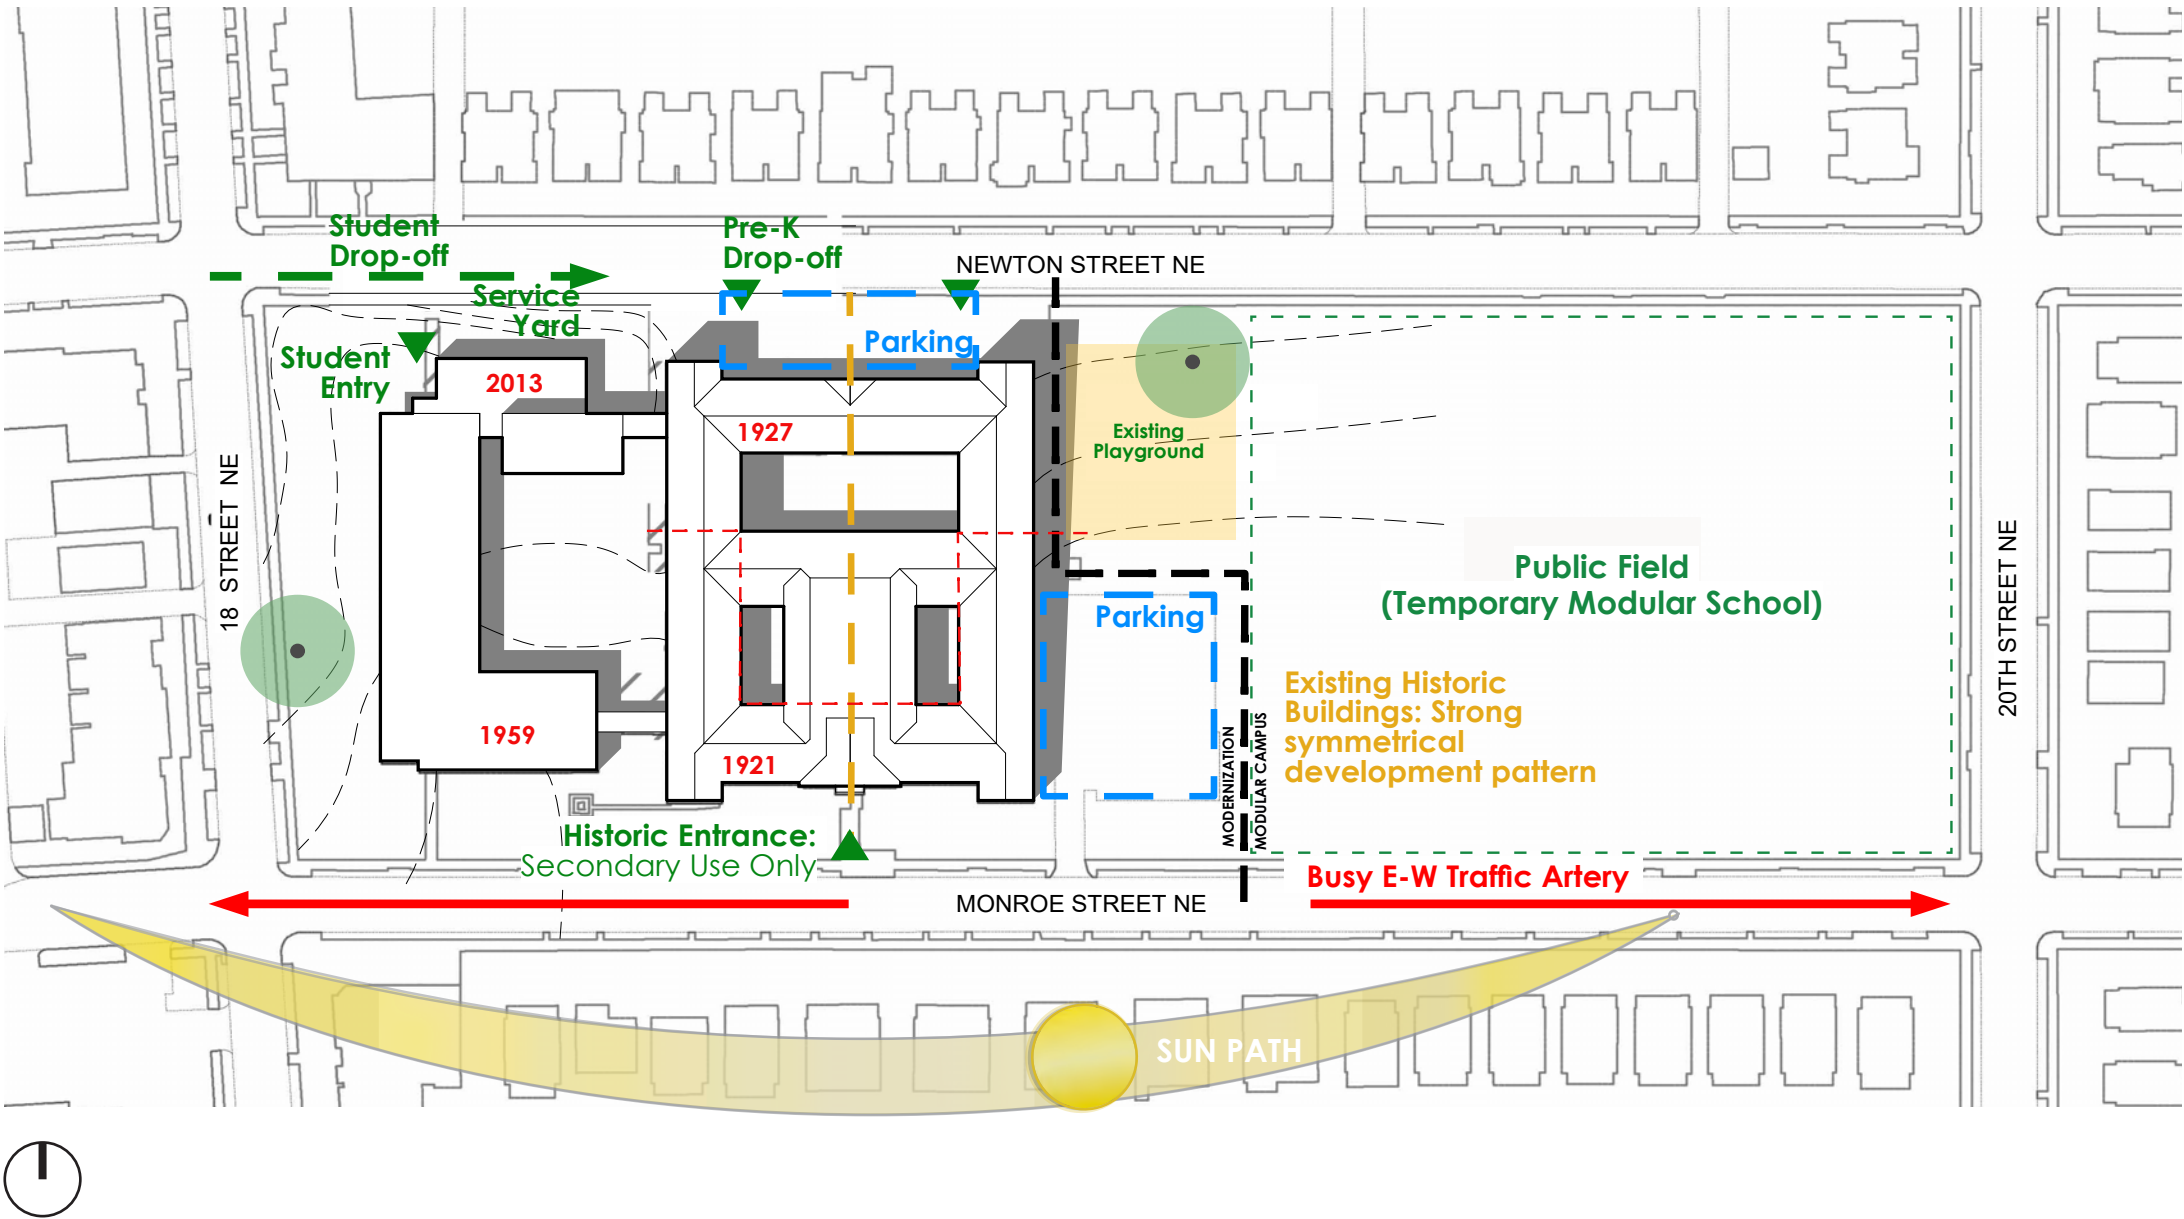 Student
Drop-off
Pre-K
Drop-off
NEWTON STREET NE
Service
Yard
Parking
Student
Entry
2013
1927
Existing
Playground
18 STREET NE
20TH STREET NE
Public Field
(Temporary Modular School)
Parking
Existing Historic
Buildings: Strong
symmetrical
development pattern
MODERNIZATION
MODULAR CAMPUS
1959
1921
Historic Entrance:
Secondary Use Only
Busy E-W Traffic Artery
MONROE STREET NE
SUN PATH